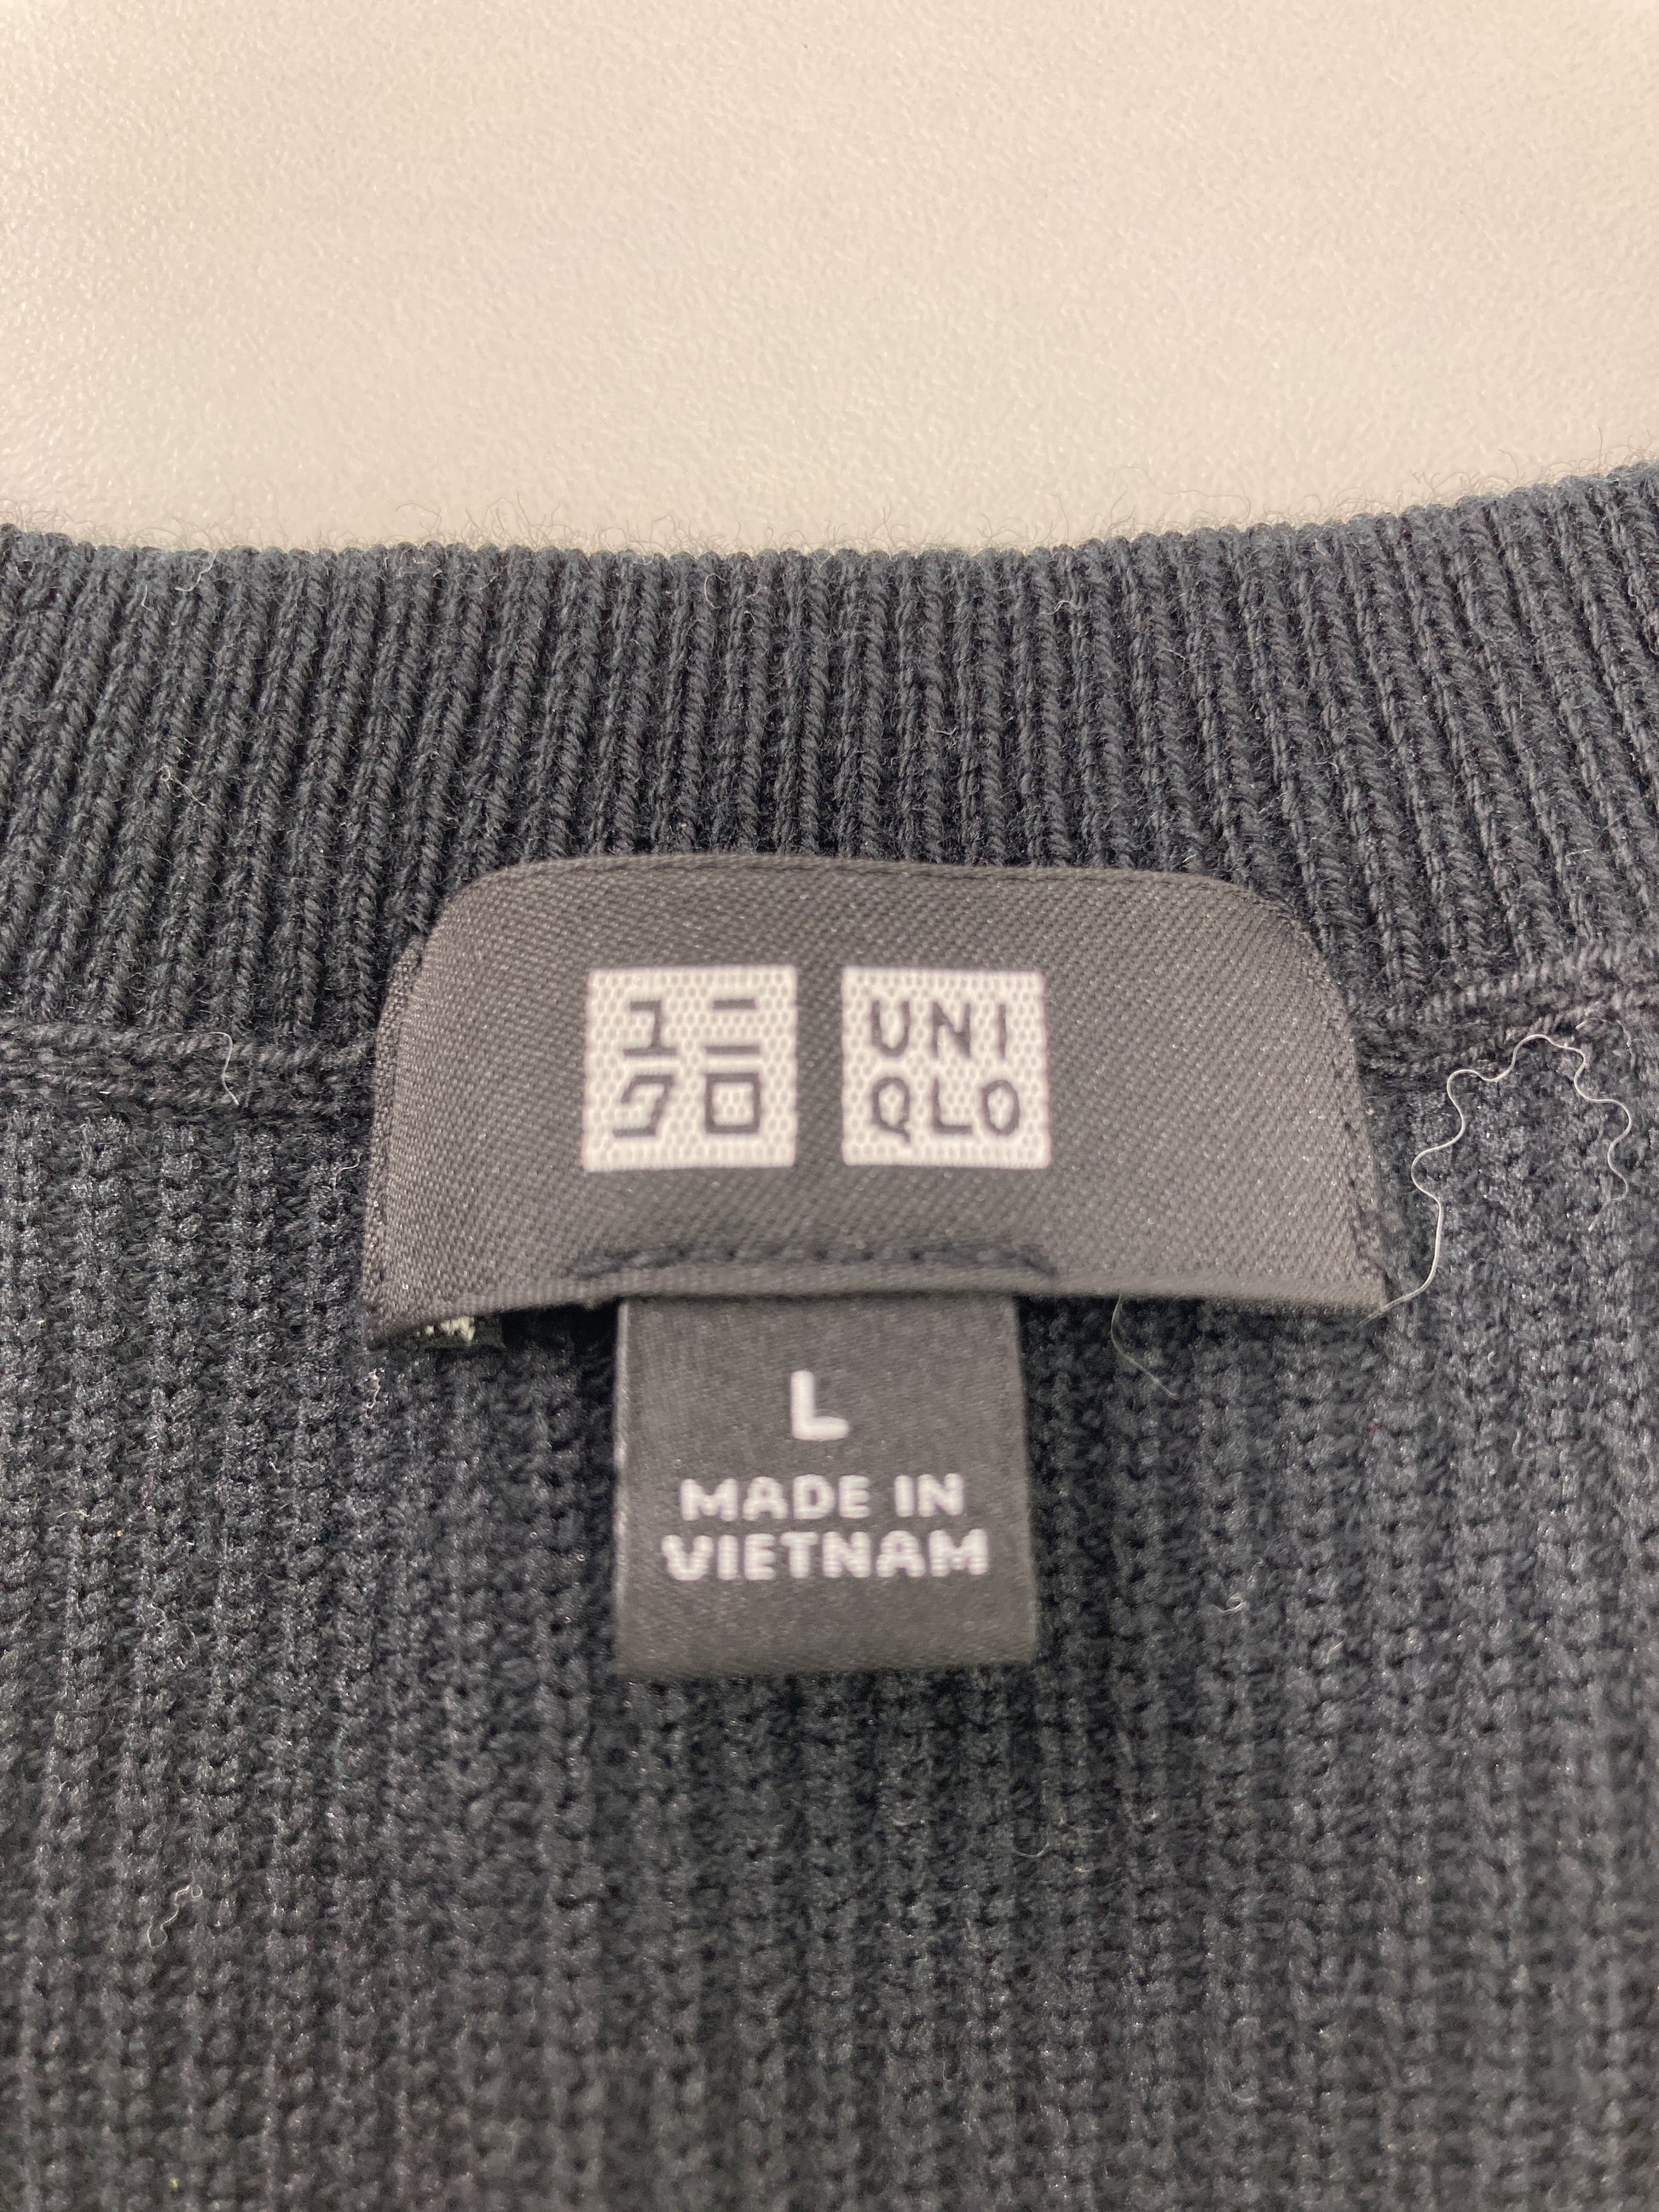 ユニ
クロ
UNI
QLO
L
MADE IN
VIETNAM